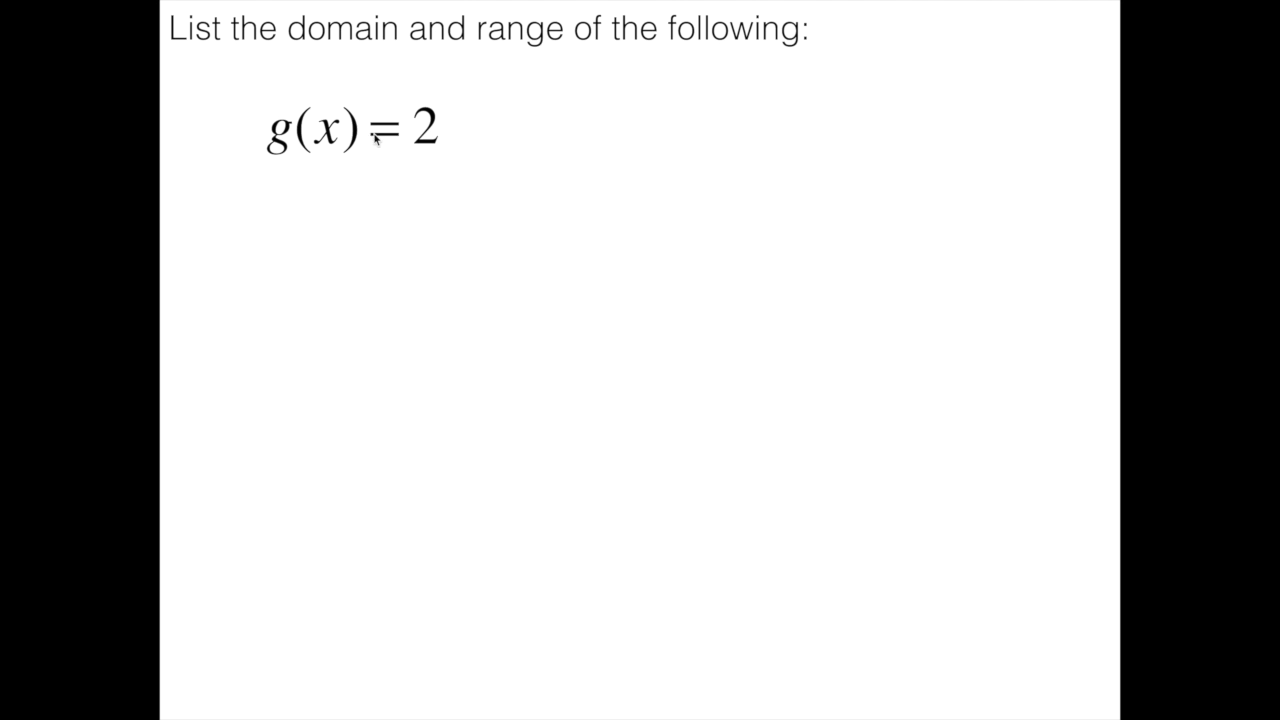 List the domain and range of the following:
g(x) = 2